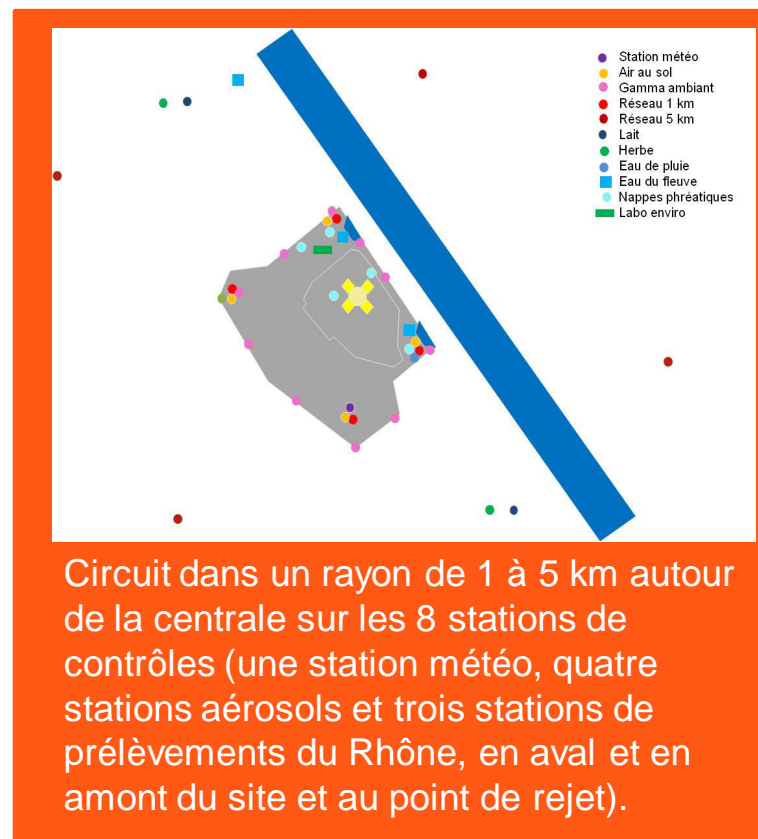 Station météo
Air au sol
Gamma ambiant
Réseau 1 km
Réseau 5 km
Lait
Herbe
Eau de pluie
Eau du fleuve
Nappes phréatiques
Labo enviro
Circuit dans un rayon de 1 à 5 km autour
de la centrale sur les 8 stations de
contrôles (une station météo, quatre
stations aérosols et trois stations de
prélèvements du Rhône, en aval et en
amont du site et au point de rejet).